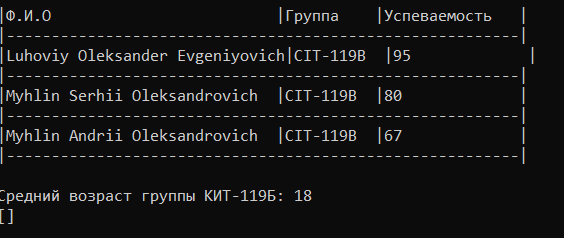 |Ф.И.О                         |Группа    |Успеваемость   |
|---------------------------------------------------------|
|Luhoviy Oleksander Evgeniyovich|CIT-119B  |95             |
|---------------------------------------------------------|
|Myhlin Serhii Oleksandrovich  |CIT-119B  |80             |
|---------------------------------------------------------|
|Myhlin Andrii Oleksandrovich  |CIT-119B  |67             |
|---------------------------------------------------------|
Средний возраст группы КИТ-119Б: 18
[]